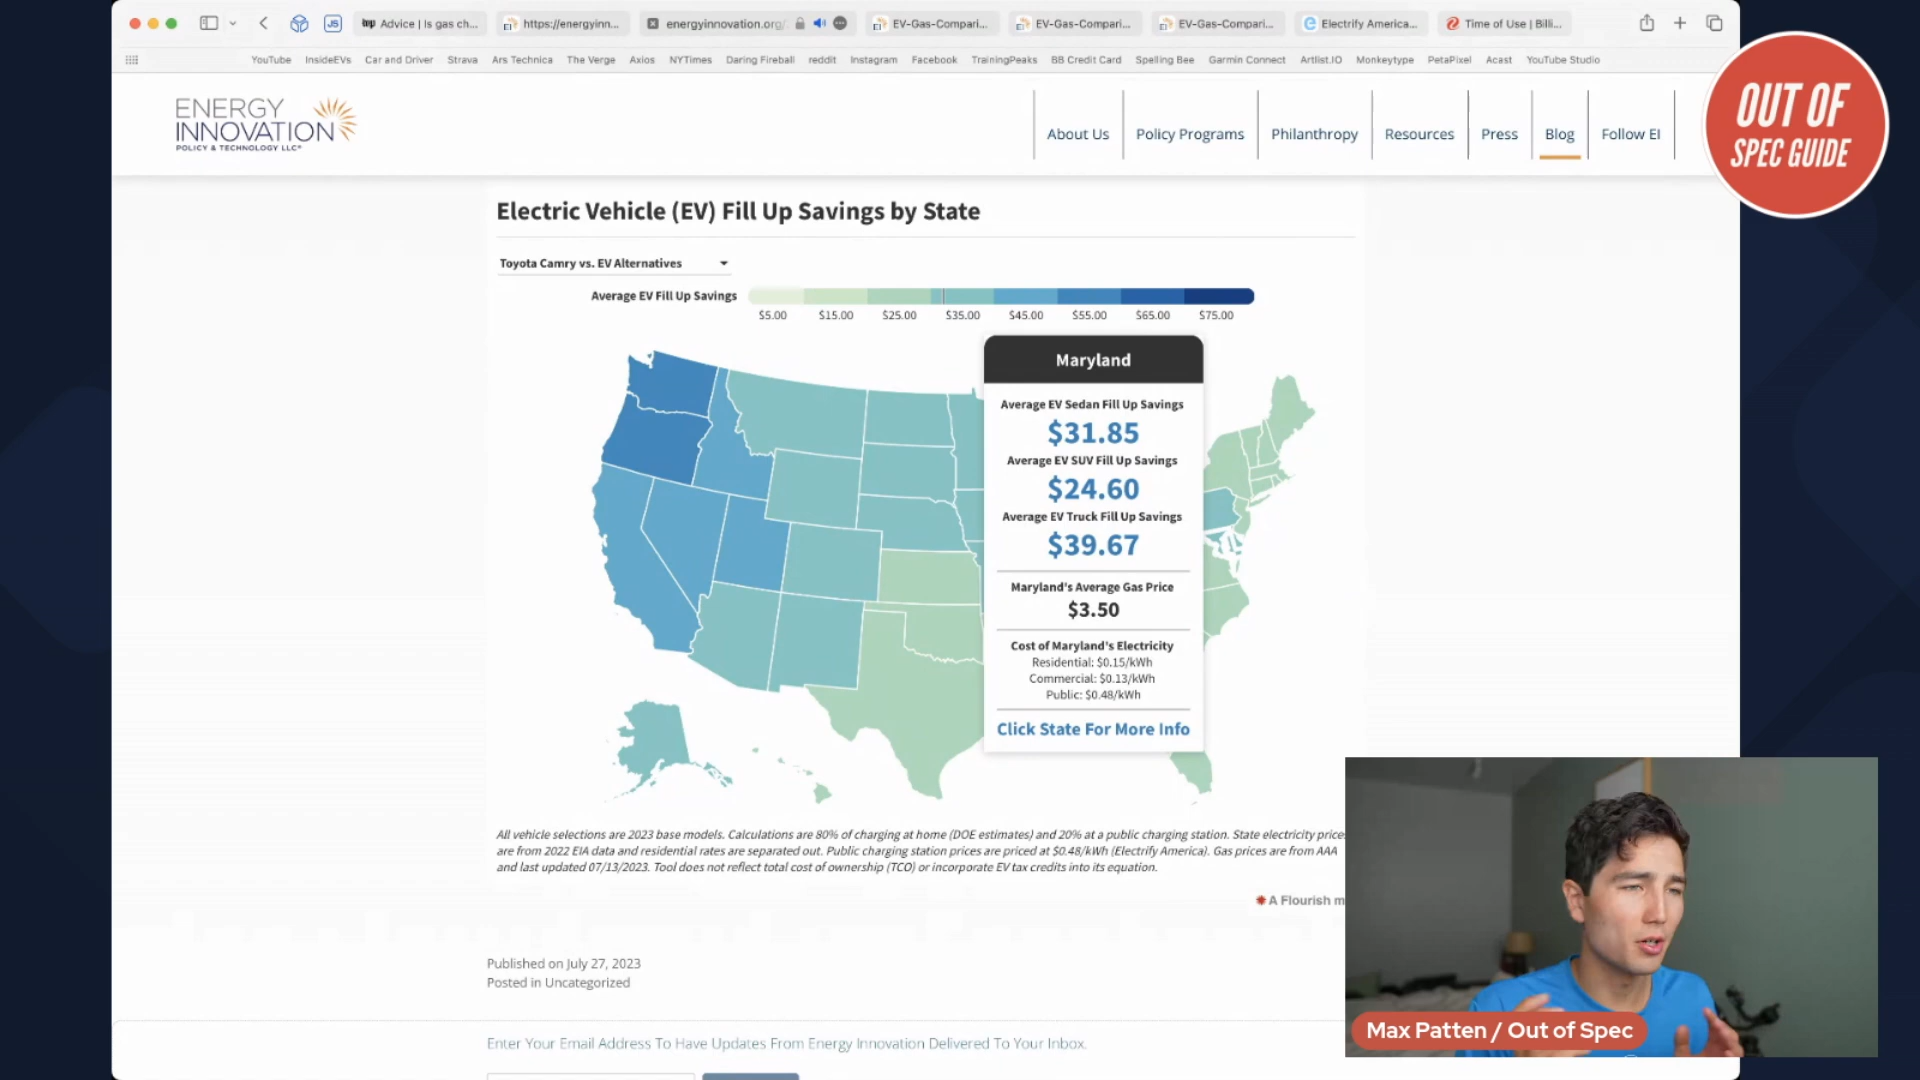 Advice | Is gas ch...
https://energyinn...
energyinnovation.org/
EV-Gas-Compari...
EV-Gas-Compari...
EV-Gas-Compari...
Electrify America...
Time of Use | Billi...
YouTube
InsideEVs
Car and Driver
Strava
Ars Technica
The Verge
Axios
NYTimes
Daring Fireball
reddit
Instagram
Facebook
TrainingPeaks
BB Credit Card
Spelling Bee
Garmin Connect
Artlist.IO
Monkeytype
PetaPixel
Acast
YouTube Studio
OUT OF
SPEC GUIDE
ENERGY
INNOVATION
POLICY & TECHNOLOGY LLC®
About Us
Policy Programs
Philanthropy
Resources
Press
Blog
Follow EI
Electric Vehicle (EV) Fill Up Savings by State
Toyota Camry vs. EV Alternatives
Average EV Fill Up Savings
$5.00
$15.00
$25.00
$35.00
$45.00
$55.00
$65.00
$75.00
Maryland
Average EV Sedan Fill Up Savings
$31.85
Average EV SUV Fill Up Savings
$24.60
Average EV Truck Fill Up Savings
$39.67
Maryland's Average Gas Price
$3.50
Cost of Maryland's Electricity
Residential: $0.15/kWh
Commercial: $0.13/kWh
Public: $0.48/kWh
Click State For More Info
All vehicle selections are 2023 base models. Calculations are 80% of charging at home (DOE estimates) and 20% at a public charging station. State electricity price
are from 2022 EIA data and residential rates are separated out. Public charging station prices are priced at $0.48/kWh (Electrify America). Gas prices are from AAA
and last updated 07/13/2023. Tool does not reflect total cost of ownership (TCO) or incorporate EV tax credits into its equation.
A Flourish m
Published on July 27, 2023
Posted in Uncategorized
Enter Your Email Address To Have Updates From Energy Innovation Delivered To Your Inbox.
Max Patten / Out of Spec